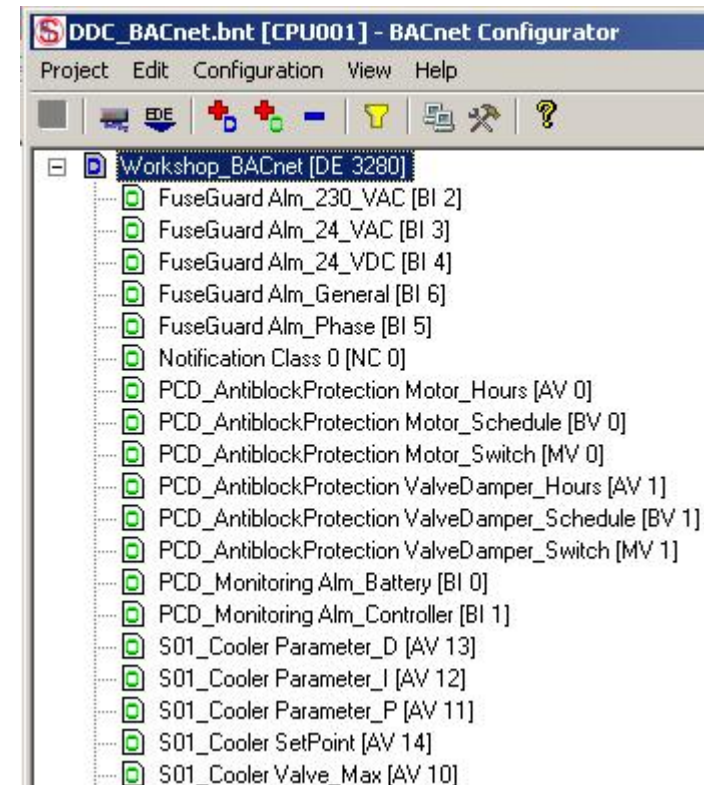 DDC_BACnet.bnt [CPU001] - BACnet Configurator
Project Edit Configuration View Help
EDE D O ?
Workshop_BACnet [DE 3280]
FuseGuard Alm_230_VAC [BI 2]
FuseGuard Alm_24_VAC [BI 3]
FuseGuard Alm_24_VDC [BI 4]
FuseGuard Alm_General [BI 6]
FuseGuard Alm_Phase [BI 5]
Notification Class 0 [NC 0]
PCD_AntiblockProtection Motor_Hours [AV 0]
PCD_AntiblockProtection Motor_Schedule [BV 0]
PCD_AntiblockProtection Motor_Switch [MV 0]
PCD_AntiblockProtection ValveDamper_Hours [AV 1]
PCD_AntiblockProtection ValveDamper_Schedule [BV 1]
PCD_AntiblockProtection ValveDamper_Switch [MV 1]
PCD_Monitoring Alm_Battery [BI 0]
PCD_Monitoring Alm_Controller [BI 1]
S01_Cooler Parameter_D [AV 13]
S01_Cooler Parameter_I [AV 12]
S01_Cooler Parameter_P [AV 11]
S01_Cooler SetPoint [AV 14]
S01_Cooler Valve_Max [AV 10]